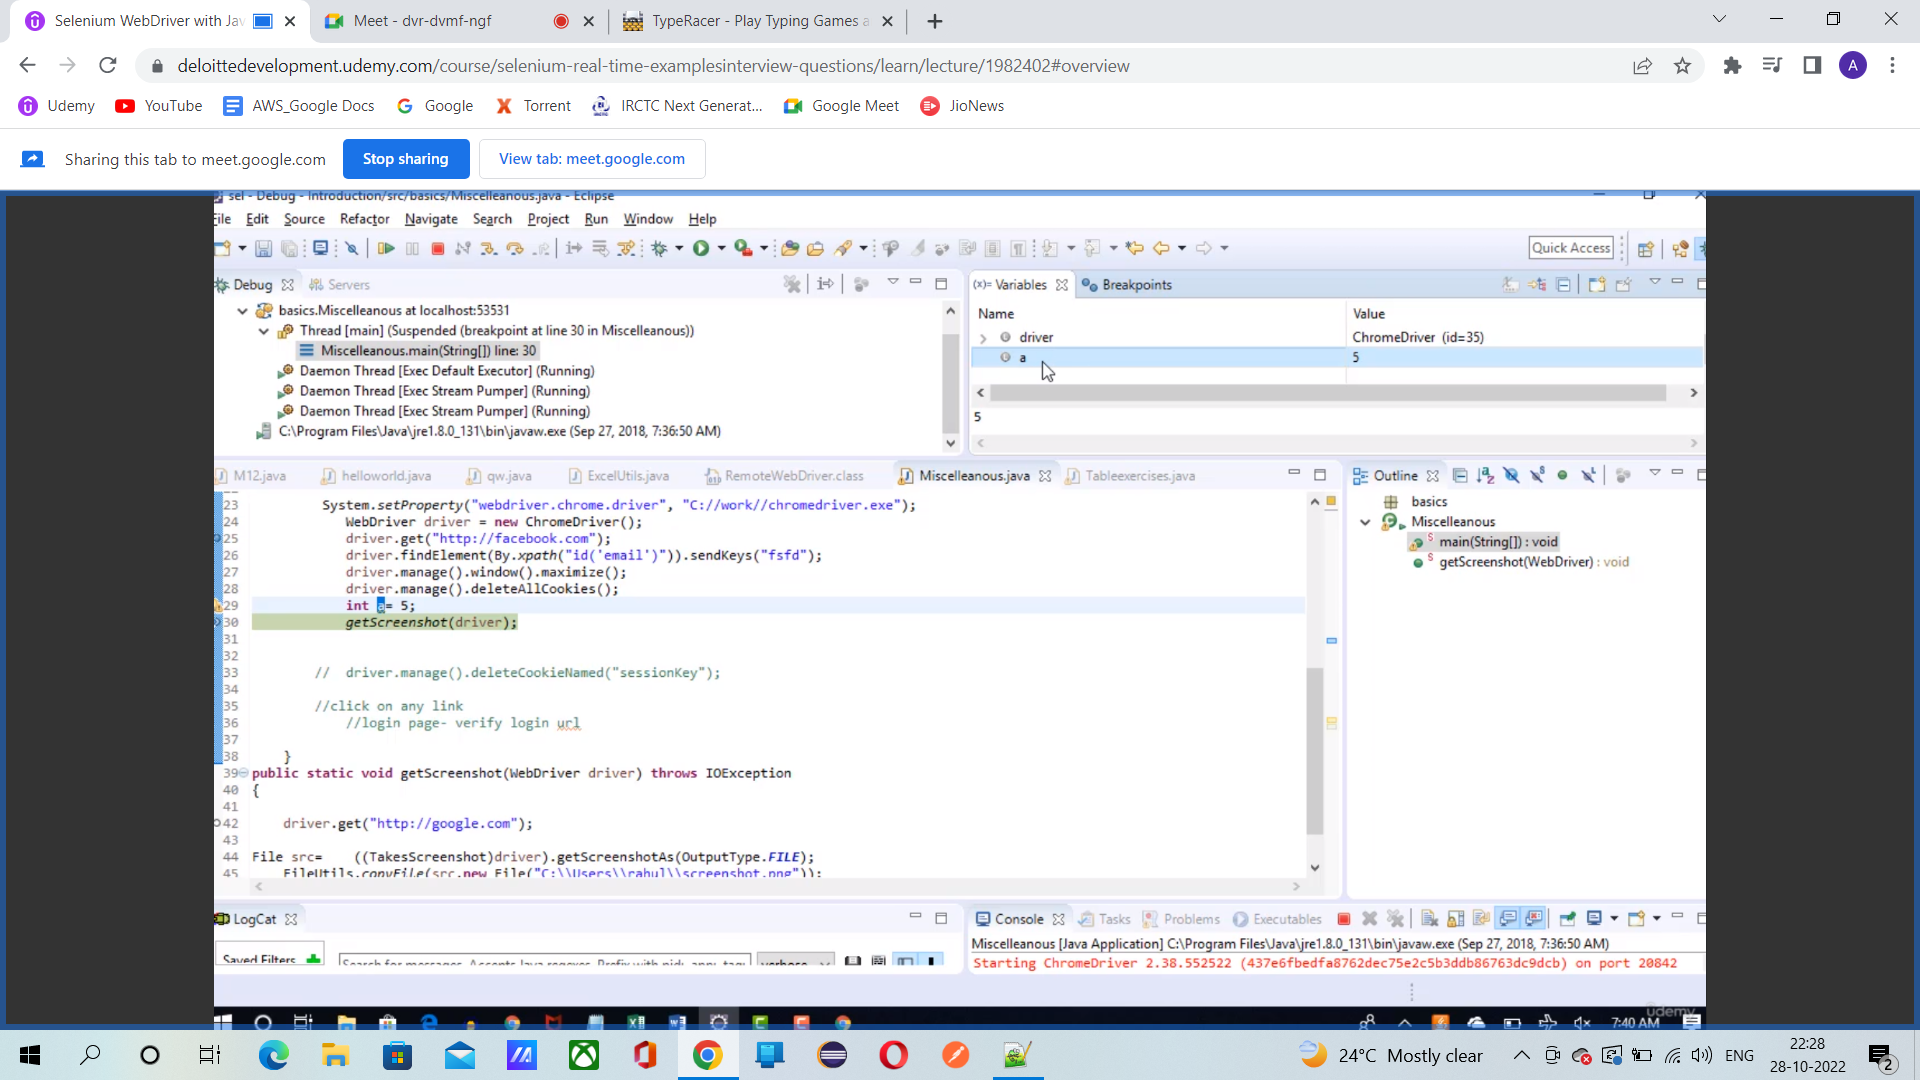 Selenium WebDriver with Jav
Meet - dvr-dvmf-ngf
TypeRacer - Play Typing Games a
deloittedevelopment.udemy.com/course/selenium-real-time-examplesinterview-questions/learn/lecture/1982402#overview
A
Udemy YouTube AWS_Google Docs Google Torrent IRCTC Next Generat... Google Meet JioNews
Sharing this tab to meet.google.com Stop sharing View tab: meet.google.com
sel - Debug - Introduction/src/basics/Miscelleanous.java - Eclipse
File Edit Source Refactor Navigate Search Project Run Window Help
Quick Access
Debug Servers
basics.Miscelleanous at localhost:53531
Thread [main] (Suspended (breakpoint at line 30 in Miscelleanous))
Miscelleanous.main(String[]) line: 30
Daemon Thread [Exec Default Executor] (Running)
Daemon Thread [Exec Stream Pumper] (Running)
Daemon Thread [Exec Stream Pumper] (Running)
C:\Program Files\Java\jre1.8.0_131\bin\javaw.exe (Sep 27, 2018, 7:36:50 AM)
(x)= Variables Breakpoints
Name Value
driver ChromeDriver (id=35)
a 5
5
M12.java helloworld.java qw.java ExcelUtils.java RemoteWebDriver.class Miscelleanous.java Tableexercises.java
23 System.setProperty("webdriver.chrome.driver", "C://work//chromedriver.exe");
24 WebDriver driver = new ChromeDriver();
25 driver.get("http://facebook.com");
26 driver.findElement(By.xpath("id('email')")).sendKeys("fsfd");
27 driver.manage().window().maximize();
28 driver.manage().deleteAllCookies();
29 int a= 5;
30 getScreenshot(driver);
31
32
33 // driver.manage().deleteCookieNamed("sessionKey");
34
35 //click on any link
36 //login page- verify login url
37
38 }
39 public static void getScreenshot(WebDriver driver) throws IOException
40 {
41
42 driver.get("http://google.com");
43
44 File src= ((TakesScreenshot)driver).getScreenshotAs(OutputType.FILE);
45 FileUtils.copyFile(src,new File("C:\\Users\\rahul\\screenshot.png"));
Outline
basics
Miscelleanous
main(String[]) : void
getScreenshot(WebDriver) : void
LogCat
Saved Filters
Search for messages. Accepts Java regexes. Prefix with pid:, app:, tag:
verbose
Console Tasks Problems Executables
Miscelleanous [Java Application] C:\Program Files\Java\jre1.8.0_131\bin\javaw.exe (Sep 27, 2018, 7:36:50 AM)
Starting ChromeDriver 2.38.552522 (437e6fbedfa8762dec75e2c5b3ddb86763dc9dcb) on port 20842
udemy
7:40 AM
24°C Mostly clear
ENG
22:28
28-10-2022
2